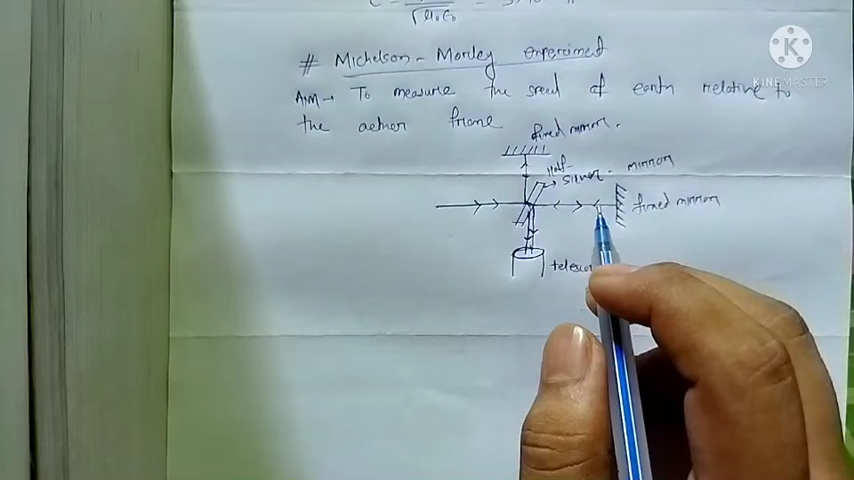 # Michelson - Morley experiment
AIM → To measure the speed of earth relative to
the aether frame
fixed mirror.
Half-
silver - mirror
fixed mirror
K
KINEMASTER